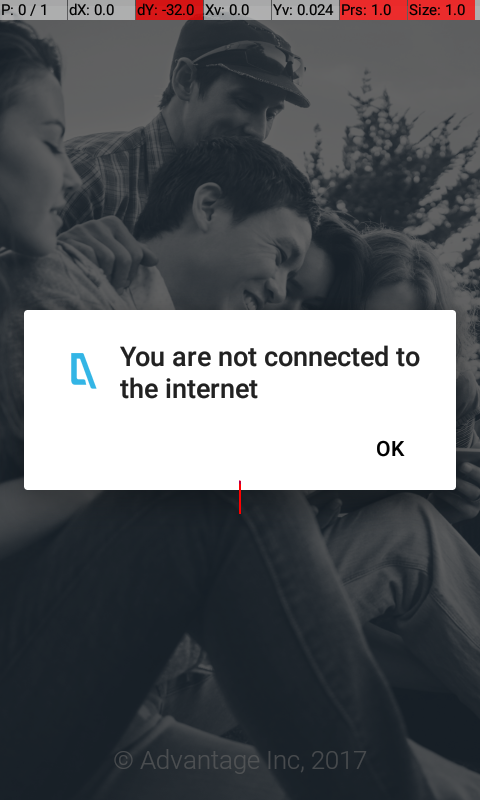 P: 0 / 1 dX: 0.0 dY: -32.0 Xv: 0.0 Yv: 0.024 Prs: 1.0 Size: 1.0
You are not connected to
the internet
OK
© Advantage Inc, 2017